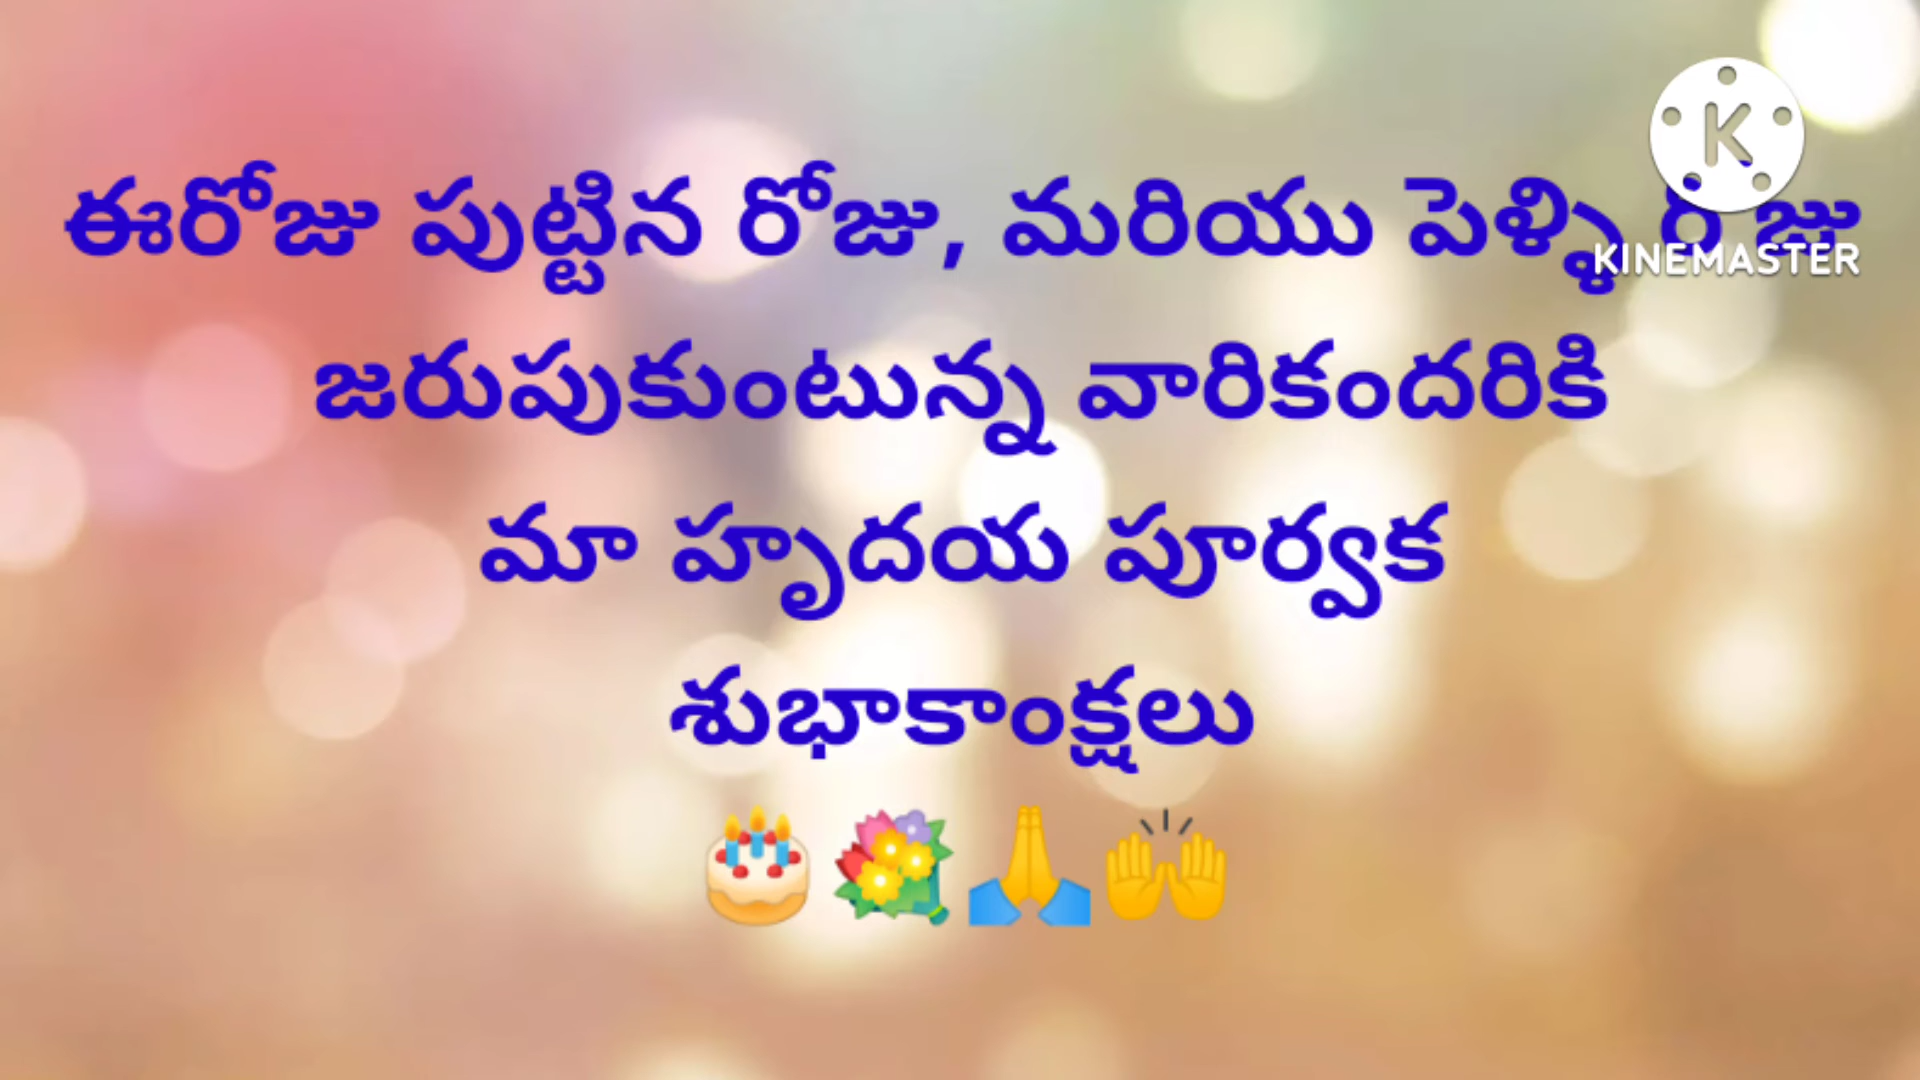 ఈరోజు పుట్టిన రోజు, మరియు పెళ్ళి రోజు
KINEMASTER
జరుపుకుంటున్న వారికందరికి
మా హృదయ పూర్వక
శుభాకాంక్షలు
🎂💐🙏🙌